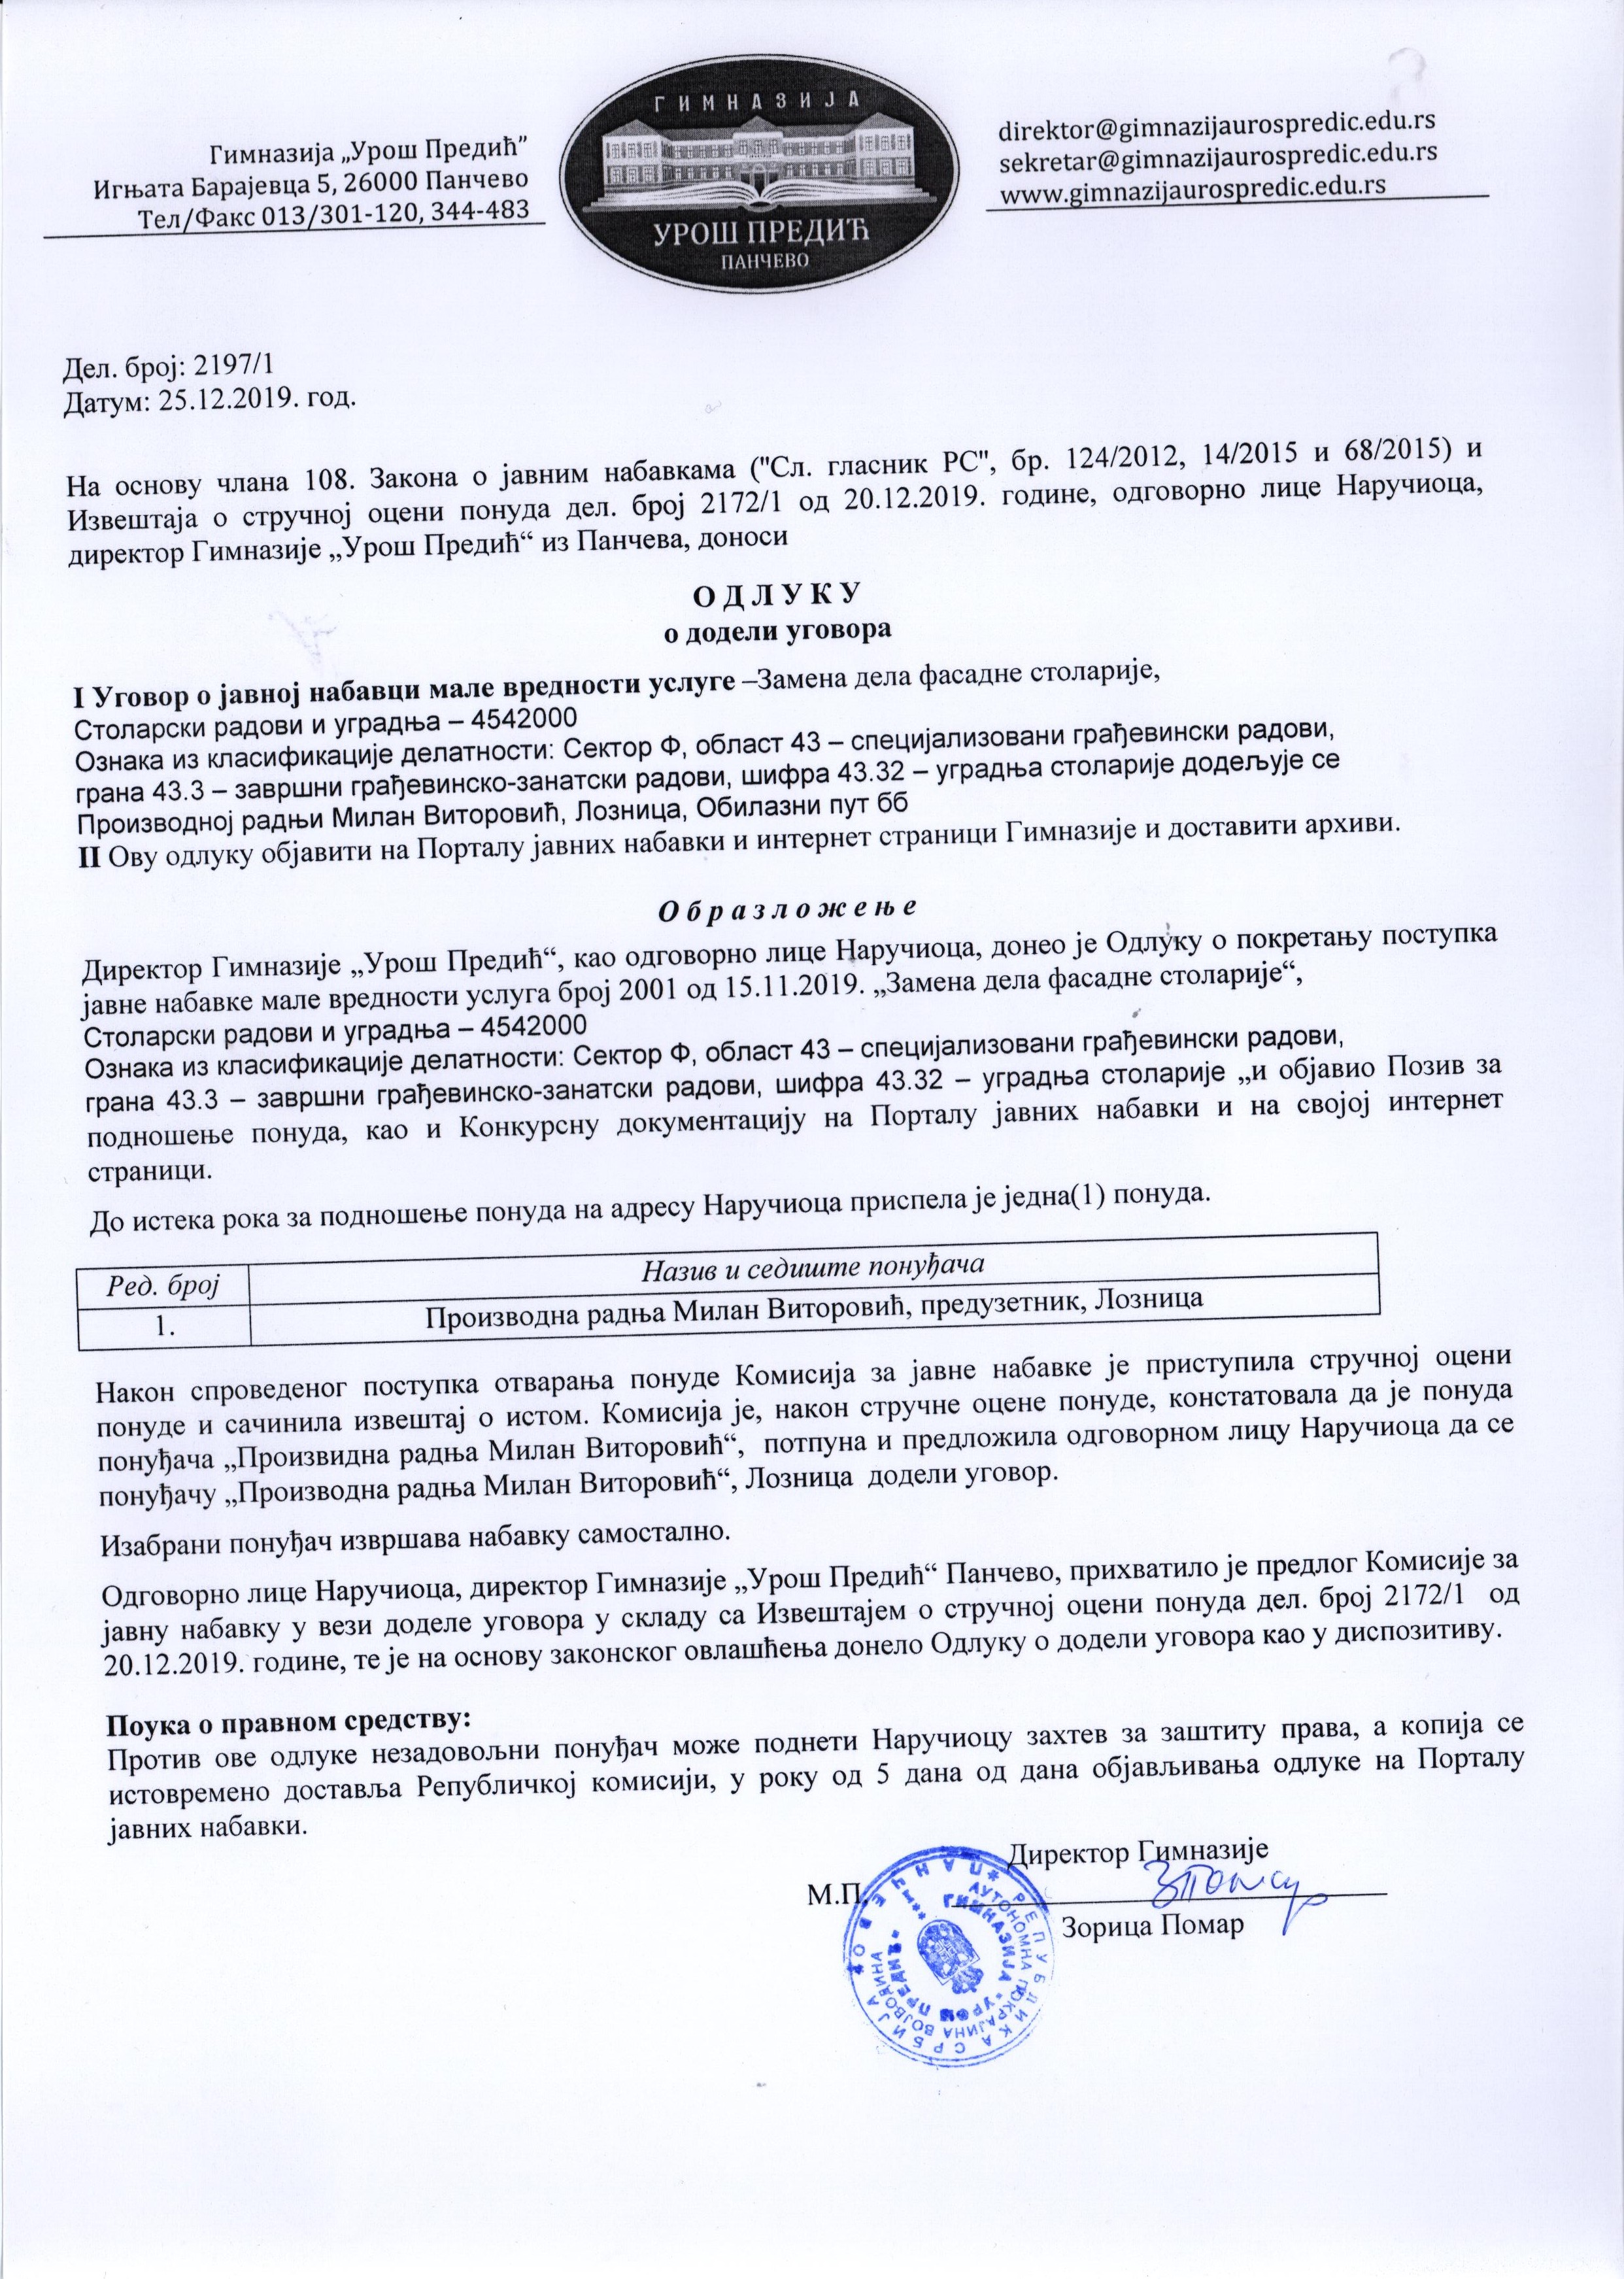 Гимназија „Урош Предић”
Игњата Барајевца 5, 26000 Панчево
Тел/Факс 013/301-120, 344-483
ГИМНАЗИЈА
УРОШ ПРЕДИЋ
ПАНЧЕВО
direktor@gimnazijaurospredic.edu.rs
sekretar@gimnazijaurospredic.edu.rs
www.gimnazijaurospredic.edu.rs
Дел. број: 2197/1
Датум: 25.12.2019. год.
На основу члана 108. Закона о јавним набавкама ("Сл. гласник РС", бр. 124/2012, 14/2015 и 68/2015) и
Извештаја о стручној оцени понуда дел. број 2172/1 од 20.12.2019. године, одговорно лице Наручиоца,
директор Гимназије „Урош Предић“ из Панчева, доноси
О Д Л У К У
о додели уговора
I Уговор о јавној набавци мале вредности услуге –Замена дела фасадне столарије,
Столарски радови и уградња – 4542000
Ознака из класификације делатности: Сектор Ф, област 43 – специјализовани грађевински радови,
грана 43.3 – завршни грађевинско-занатски радови, шифра 43.32 – уградња столарије додељује се
Производној радњи Милан Виторовић, Лозница, Обилазни пут бб
II Ову одлуку објавити на Порталу јавних набавки и интернет страници Гимназије и доставити архиви.
О б р а з л о ж е њ е
Директор Гимназије „Урош Предић“, као одговорно лице Наручиоца, донео је Одлуку о покретању поступка
јавне набавке мале вредности услуга број 2001 од 15.11.2019. „Замена дела фасадне столарије“,
Столарски радови и уградња – 4542000
Ознака из класификације делатности: Сектор Ф, област 43 – специјализовани грађевински радови,
грана 43.3 – завршни грађевинско-занатски радови, шифра 43.32 – уградња столарије „и објавио Позив за
подношење понуда, као и Конкурсну документацију на Порталу јавних набавки и на својој интернет
страници.
До истека рока за подношење понуда на адресу Наручиоца приспела је једна(1) понуда.
Ред. број Назив и седиште понуђача
1. Производна радња Милан Виторовић, предузетник, Лозница
Након спроведеног поступка отварања понуде Комисија за јавне набавке је приступила стручној оцени
понуде и сачинила извештај о истом. Комисија је, након стручне оцене понуде, констатовала да је понуда
понуђача „Произвидна радња Милан Виторовић“, потпуна и предложила одговорном лицу Наручиоца да се
понуђачу „Производна радња Милан Виторовић“, Лозница додели уговор.
Изабрани понуђач извршава набавку самостално.
Одговорно лице Наручиоца, директор Гимназије „Урош Предић“ Панчево, прихватило је предлог Комисије за
јавну набавку у вези доделе уговора у складу са Извештајем о стручној оцени понуда дел. број 2172/1 од
20.12.2019. године, те је на основу законског овлашћења донело Одлуку о додели уговора као у диспозитиву.
Поука о правном средству:
Против ове одлуке незадовољни понуђач може поднети Наручиоцу захтев за заштиту права, а копија се
истовремено доставља Републичкој комисији, у року од 5 дана од дана објављивања одлуке на Порталу
јавних набавки.
Директор Гимназије
М.П.
Зорица Помар
РЕПУБЛИКА СРБИЈА * ПАНЧЕВО
АУТОНОМНА ПОКРАЈИНА ВОЈВОДИНА
ГИМНАЗИЈА "УРОШ ПРЕДИЋ"